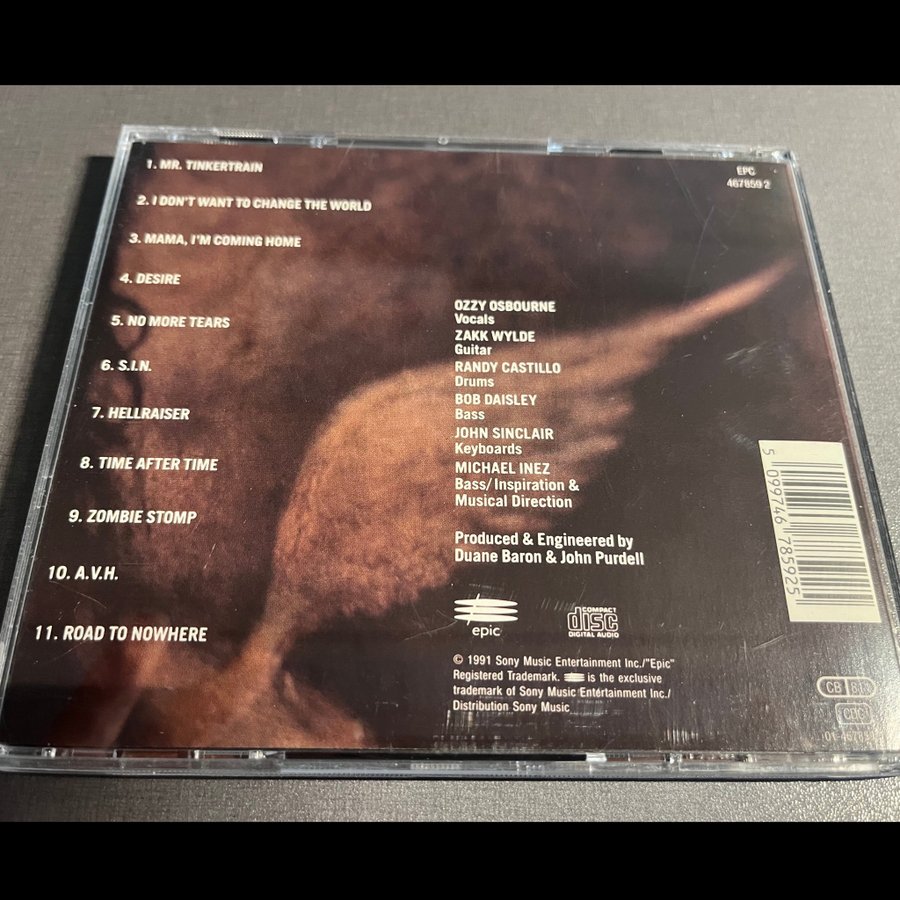 1. MR. TINKERTRAIN
2. I DON'T WANT TO CHANGE THE WORLD
3. MAMA, I'M COMING HOME
4. DESIRE
5. NO MORE TEARS
6. S.I.N.
7. HELLRAISER
8. TIME AFTER TIME
9. ZOMBIE STOMP
10. A.V.H.
11. ROAD TO NOWHERE
EPC
467859 2
OZZY OSBOURNE
Vocals
ZAKK WYLDE
Guitar
RANDY CASTILLO
Drums
BOB DAISLEY
Bass
JOHN SINCLAIR
Keyboards
MICHAEL INEZ
Bass/Inspiration &
Musical Direction
Produced & Engineered by
Duane Baron & John Purdell
epic
COMPACT
disc
DIGITAL AUDIO
© 1991 Sony Music Entertainment Inc./"Epic"
Registered Trademark. is the exclusive
trademark of Sony Music Entertainment Inc./
Distribution Sony Music
5 099746 785925
CB